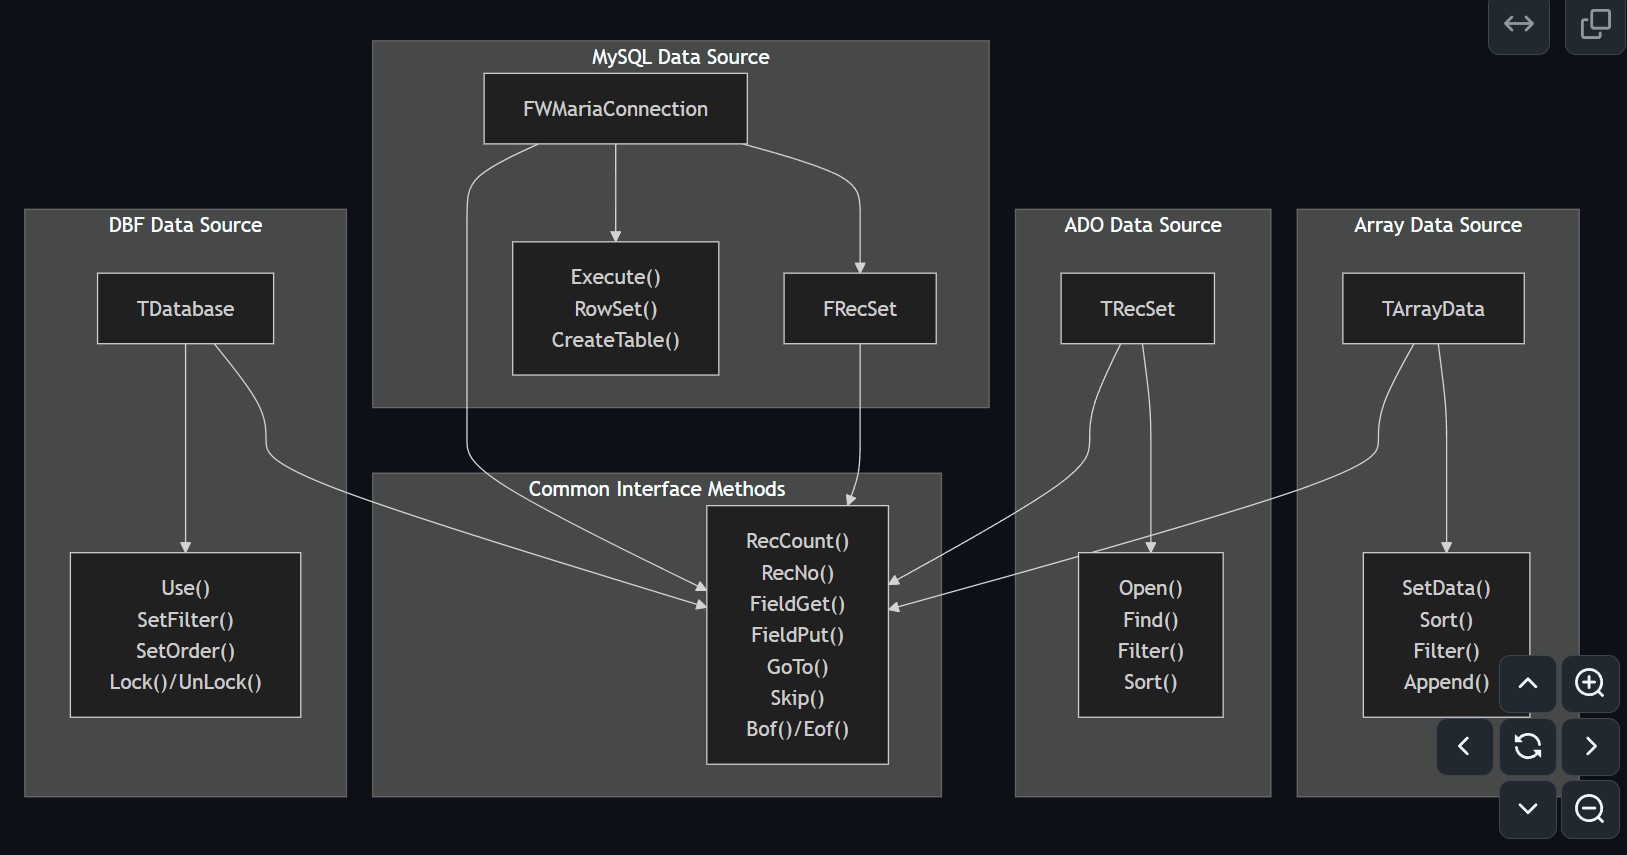 MySQL Data Source
FWMariaConnection
DBF Data Source
TDatabase
Execute()
RowSet()
CreateTable()
FRecSet
ADO Data Source
TRecSet
Array Data Source
TArrayData
Common Interface Methods
Use()
SetFilter()
SetOrder()
Lock()/UnLock()
RecCount()
RecNo()
FieldGet()
FieldPut()
GoTo()
Skip()
Bof()/Eof()
Open()
Find()
Filter()
Sort()
SetData()
Sort()
Filter()
Append()